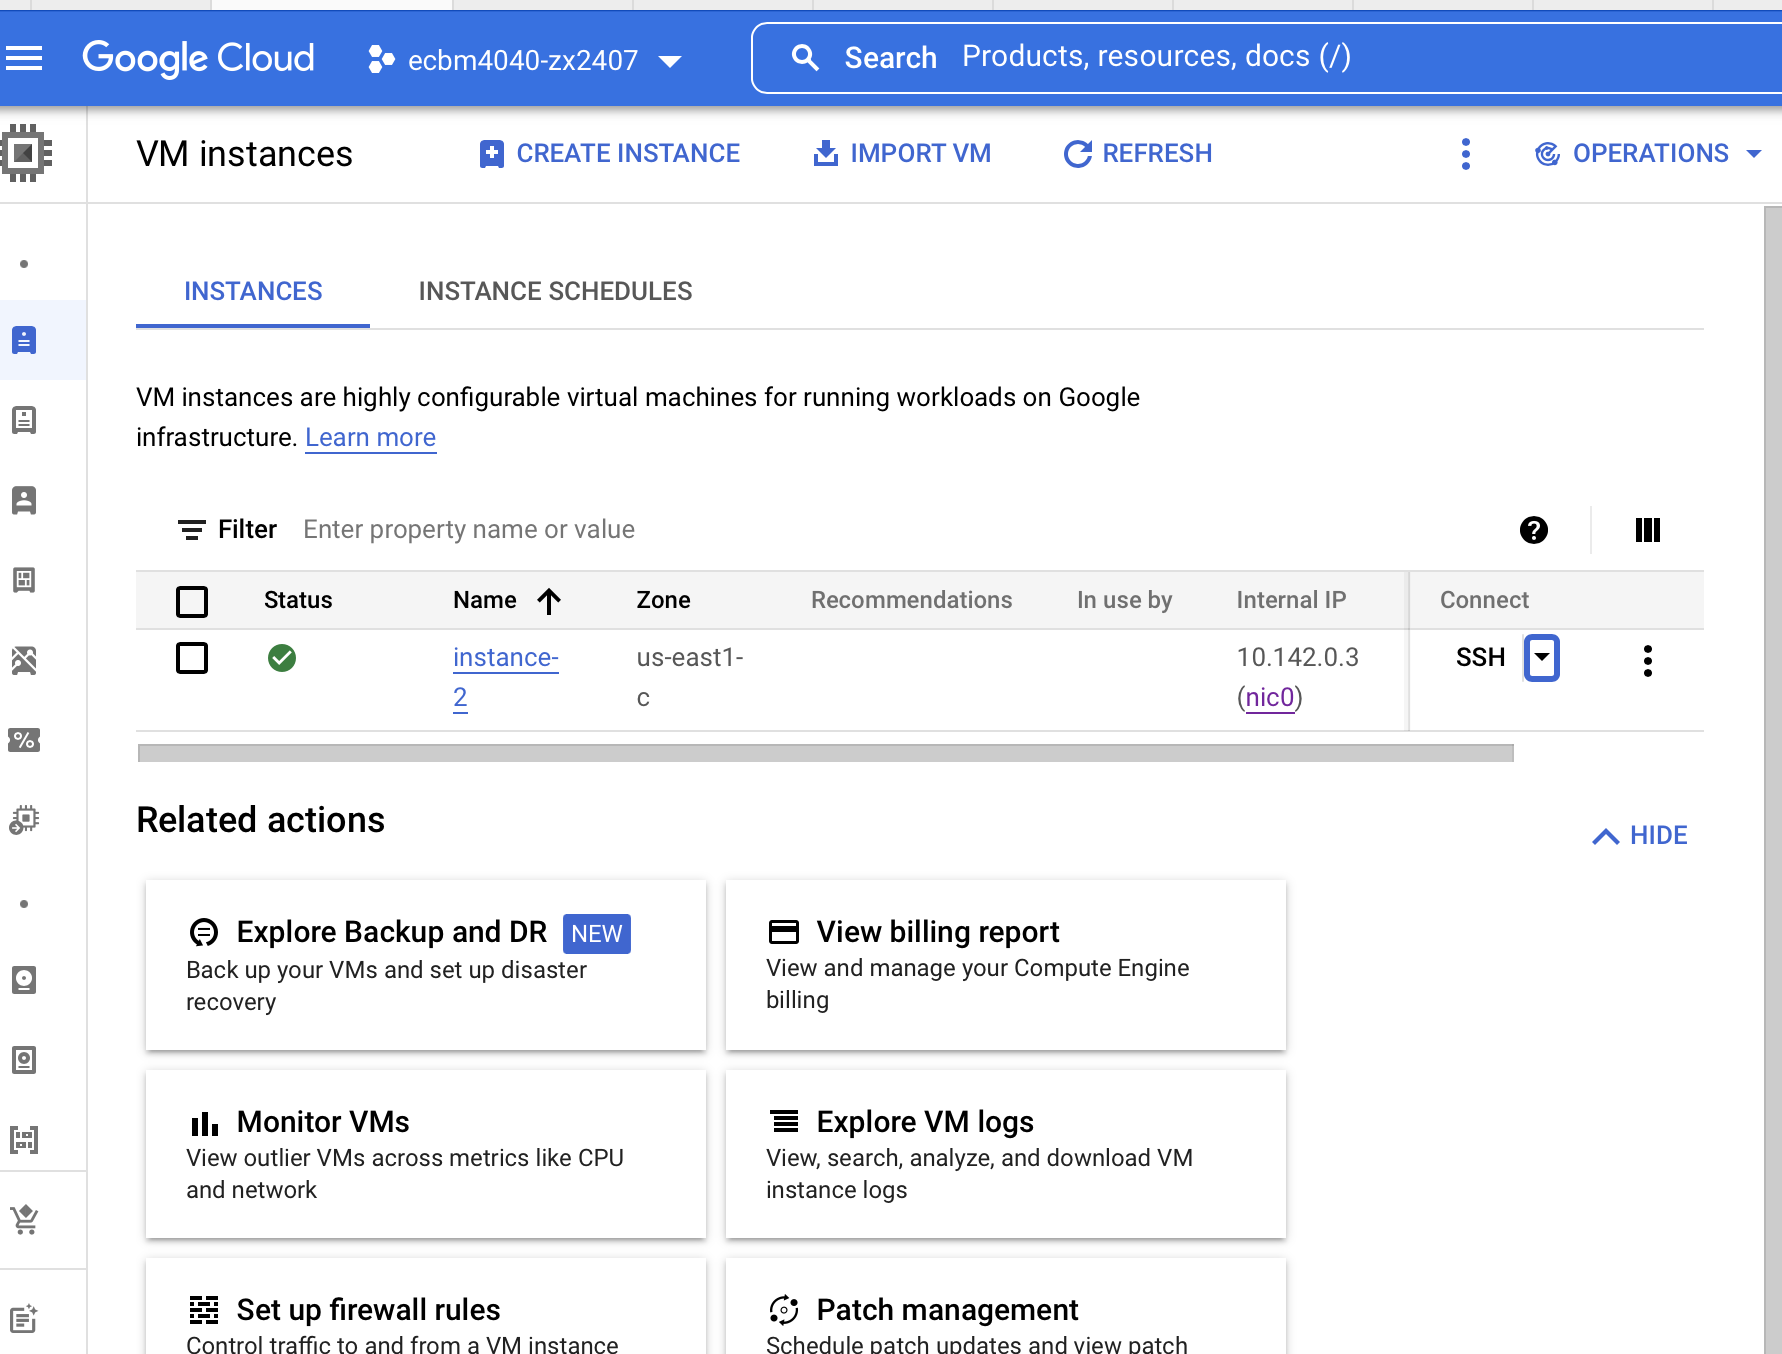 Google Cloud
ecbm4040-zx2407
Search Products, resources, docs (/)
VM instances
CREATE INSTANCE
IMPORT VM
REFRESH
OPERATIONS
INSTANCES
INSTANCE SCHEDULES
VM instances are highly configurable virtual machines for running workloads on Google
infrastructure. Learn more
Filter Enter property name or value
Status Name Zone Recommendations In use by Internal IP Connect
instance- us-east1- 10.142.0.3 SSH
2 c (nic0)
Related actions
HIDE
Explore Backup and DR NEW
Back up your VMs and set up disaster
recovery
View billing report
View and manage your Compute Engine
billing
Monitor VMs
View outlier VMs across metrics like CPU
and network
Explore VM logs
View, search, analyze, and download VM
instance logs
Set up firewall rules
Control traffic to and from a VM instance
Patch management
Schedule patch updates and view patch